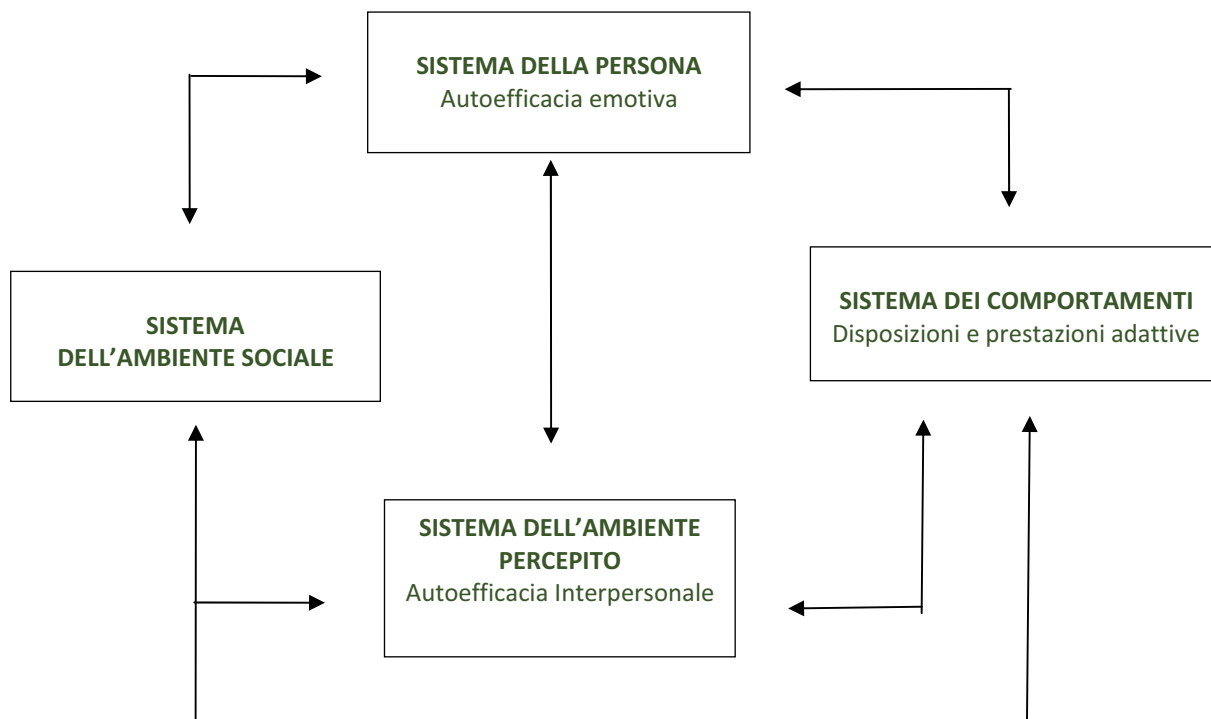 SISTEMA DELLA PERSONA
Autoefficacia emotiva
SISTEMA
DELL’AMBIENTE SOCIALE
SISTEMA DEI COMPORTAMENTI
Disposizioni e prestazioni adattive
SISTEMA DELL’AMBIENTE
PERCEPITO
Autoefficacia Interpersonale